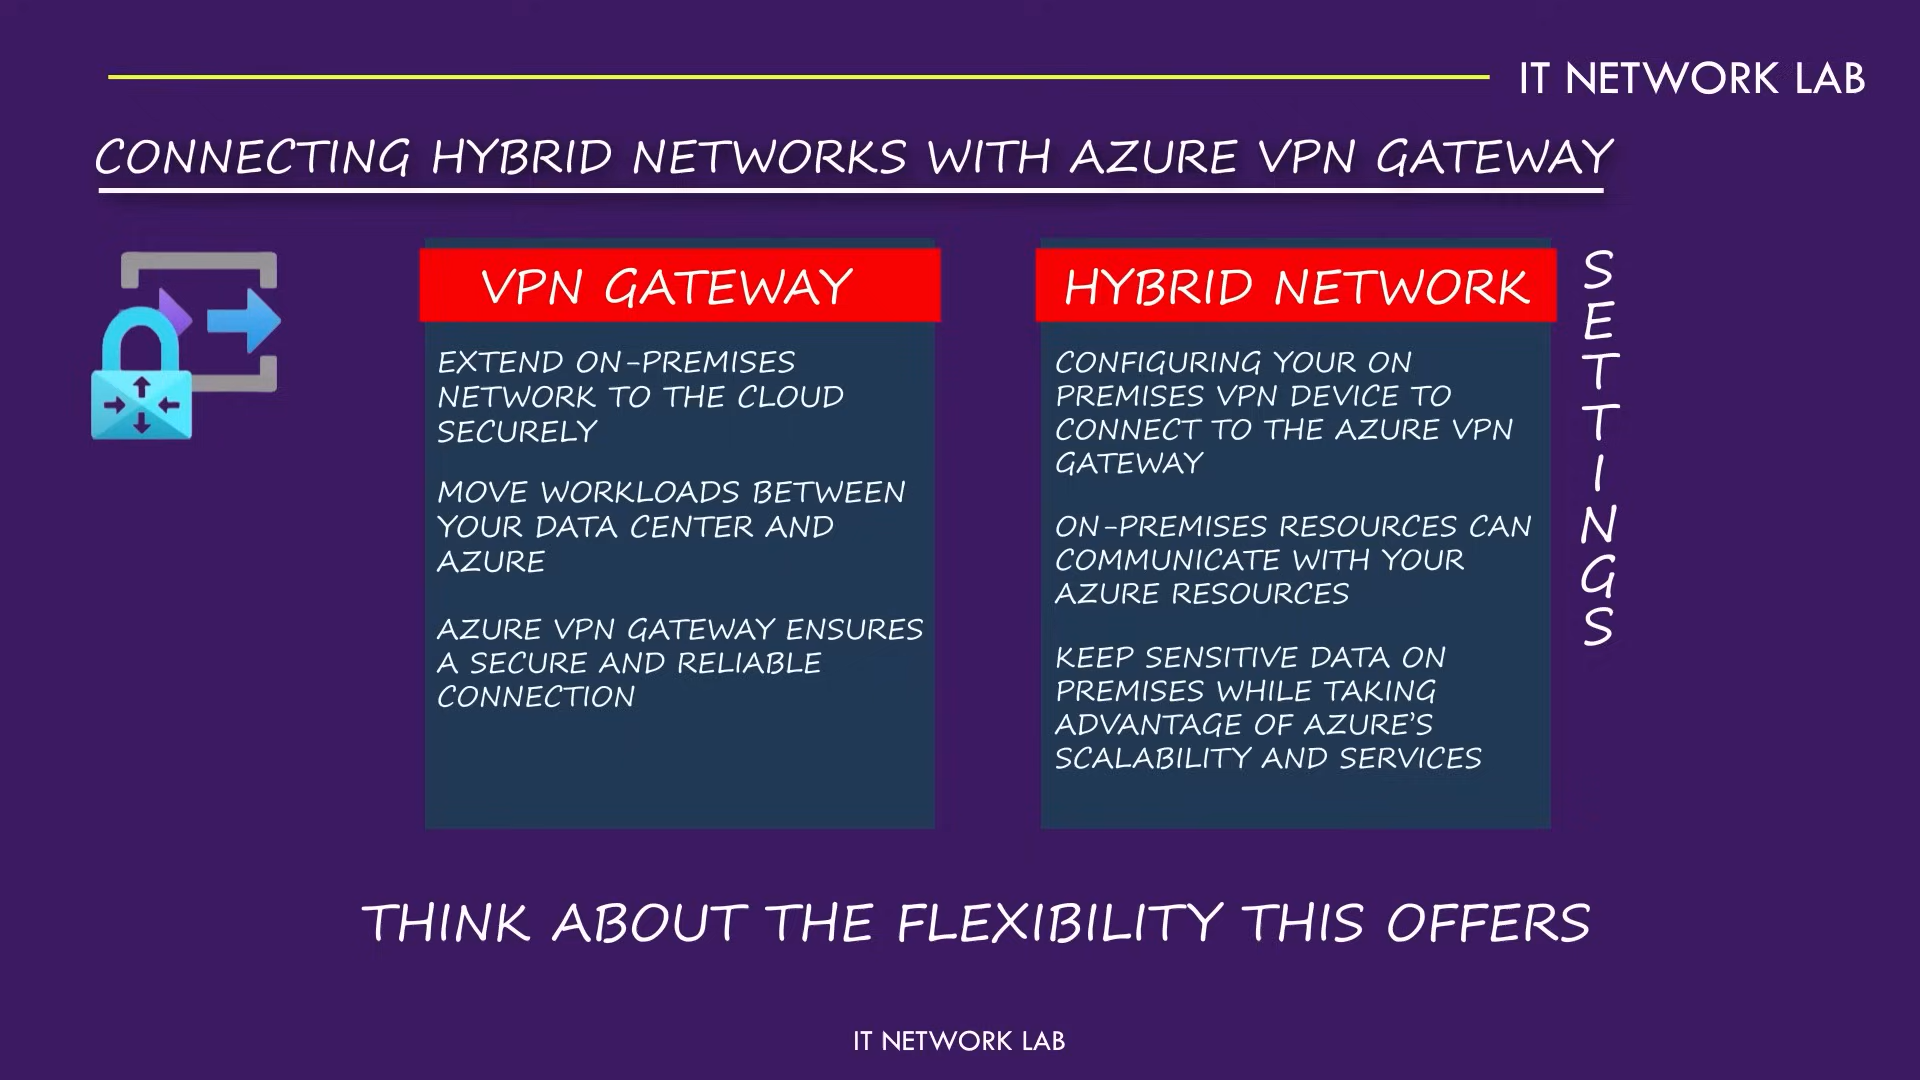 IT NETWORK LAB
CONNECTING HYBRID NETWORKS WITH AZURE VPN GATEWAY
VPN GATEWAY
EXTEND ON-PREMISES
NETWORK TO THE CLOUD
SECURELY
MOVE WORKLOADS BETWEEN
YOUR DATA CENTER AND
AZURE
AZURE VPN GATEWAY ENSURES
A SECURE AND RELIABLE
CONNECTION
HYBRID NETWORK
CONFIGURING YOUR ON
PREMISES VPN DEVICE TO
CONNECT TO THE AZURE VPN
GATEWAY
ON-PREMISES RESOURCES CAN
COMMUNICATE WITH YOUR
AZURE RESOURCES
KEEP SENSITIVE DATA ON
PREMISES WHILE TAKING
ADVANTAGE OF AZURE'S
SCALABILITY AND SERVICES
SETTINGS
THINK ABOUT THE FLEXIBILITY THIS OFFERS
IT NETWORK LAB